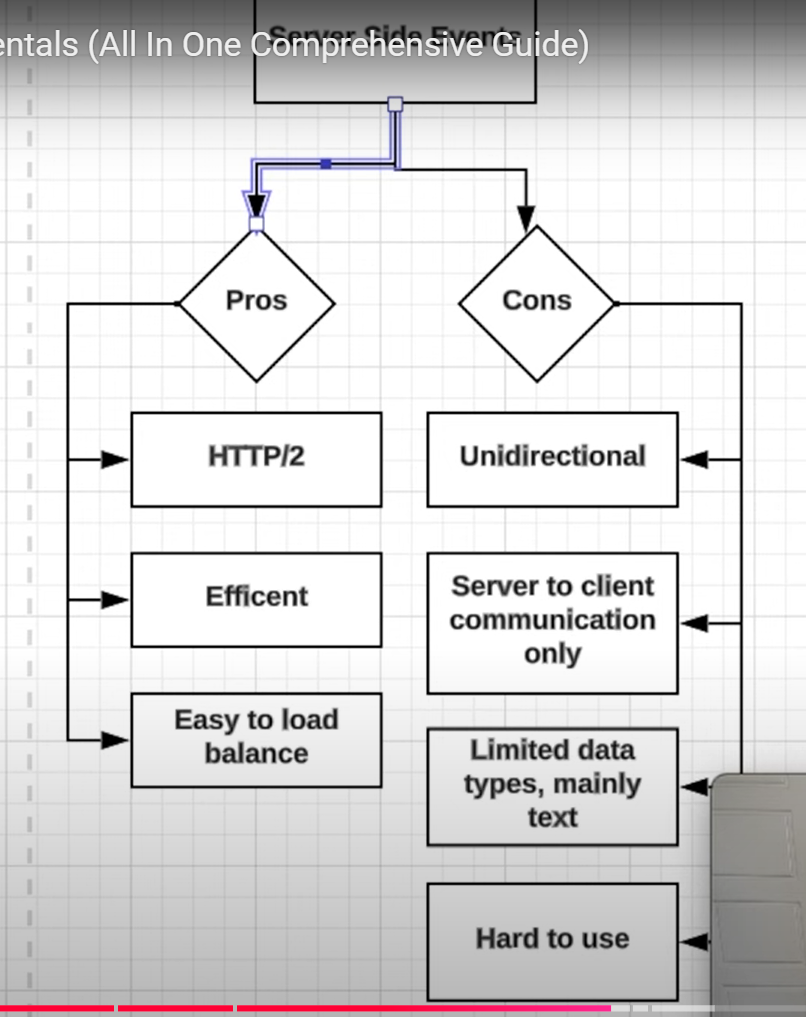 entals (All In One Comprehensive Guide)
Server Side Events
Pros
Cons
HTTP/2
Unidirectional
Efficent
Server to client
communication
only
Easy to load
balance
Limited data
types, mainly
text
Hard to use